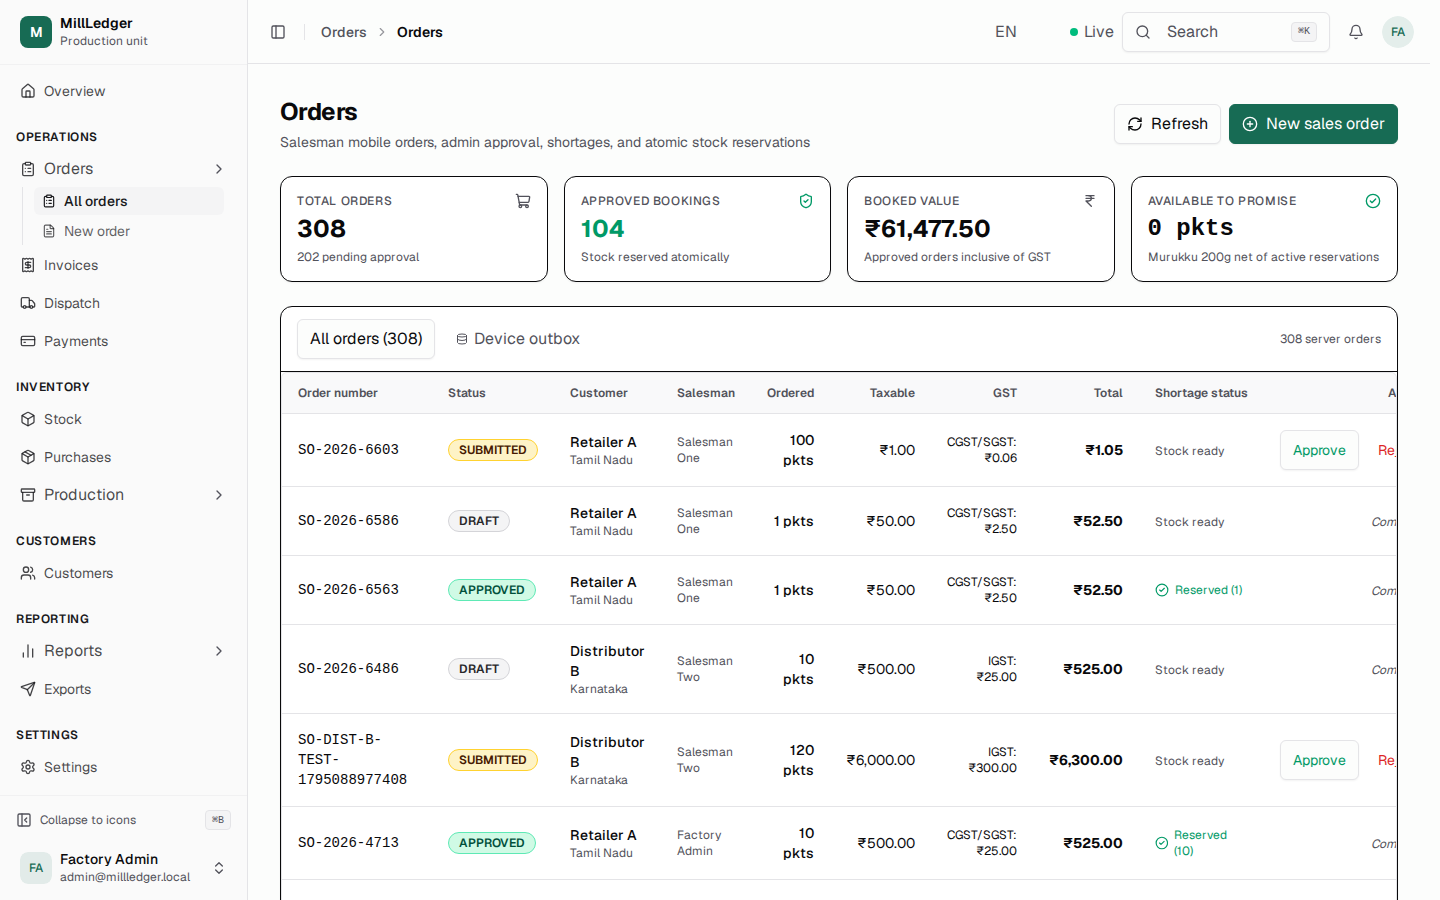 M
MillLedger
Production unit
Overview
OPERATIONS
Orders
All orders
New order
Invoices
Dispatch
Payments
INVENTORY
Stock
Purchases
Production
CUSTOMERS
Customers
REPORTING
Reports
Exports
SETTINGS
Settings
Collapse to icons ⌘B
FA
Factory Admin
admin@millledger.local
Orders > Orders
EN
Live
Search ⌘K
FA
Orders
Salesman mobile orders, admin approval, shortages, and atomic stock reservations
Refresh
New sales order
TOTAL ORDERS
308
202 pending approval
APPROVED BOOKINGS
104
Stock reserved atomically
BOOKED VALUE ₹
₹61,477.50
Approved orders inclusive of GST
AVAILABLE TO PROMISE
0 pkts
Murukku 200g net of active reservations
All orders (308)
Device outbox
308 server orders
Order number Status Customer Salesman Ordered Taxable GST Total Shortage status A
SO-2026-6603
SUBMITTED
Retailer A
Tamil Nadu
Salesman
One
100
pkts
₹1.00
CGST/SGST:
₹0.06
₹1.05
Stock ready
Approve
Re
SO-2026-6586
DRAFT
Retailer A
Tamil Nadu
Salesman
One
1 pkts
₹50.00
CGST/SGST:
₹2.50
₹52.50
Stock ready
Com
SO-2026-6563
APPROVED
Retailer A
Tamil Nadu
Salesman
One
1 pkts
₹50.00
CGST/SGST:
₹2.50
₹52.50
Reserved (1)
Com
SO-2026-6486
DRAFT
Distributor
B
Karnataka
Salesman
Two
10
pkts
₹500.00
IGST:
₹25.00
₹525.00
Stock ready
Com
SO-DIST-B-
TEST-
1795088977408
SUBMITTED
Distributor
B
Karnataka
Salesman
Two
120
pkts
₹6,000.00
IGST:
₹300.00
₹6,300.00
Stock ready
Approve
Re
SO-2026-4713
APPROVED
Retailer A
Tamil Nadu
Factory
Admin
10
pkts
₹500.00
CGST/SGST:
₹25.00
₹525.00
Reserved
(10)
Com